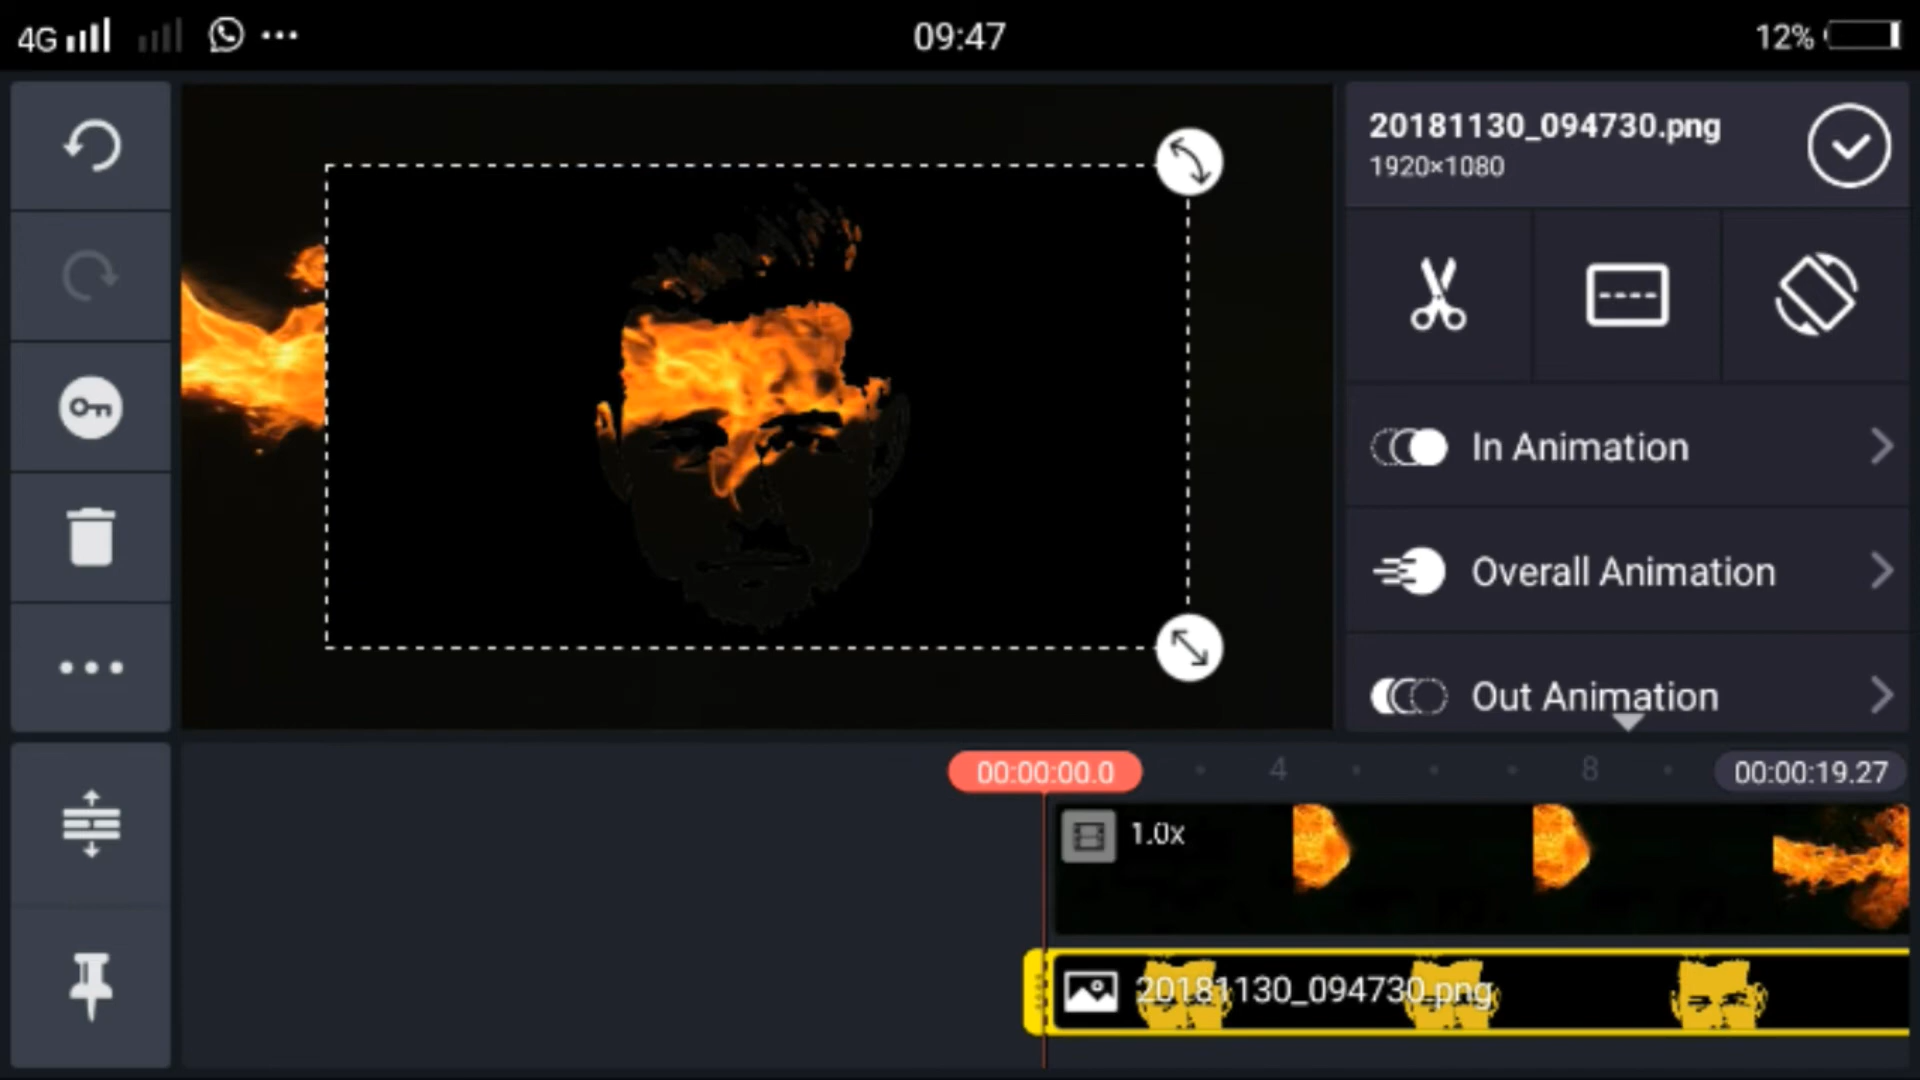 4G
09:47
12%
20181130_094730.png
1920×1080
In Animation
Overall Animation
Out Animation
00:00:00.0
4
8
00:00:19.27
1.0x
20181130_094730.png